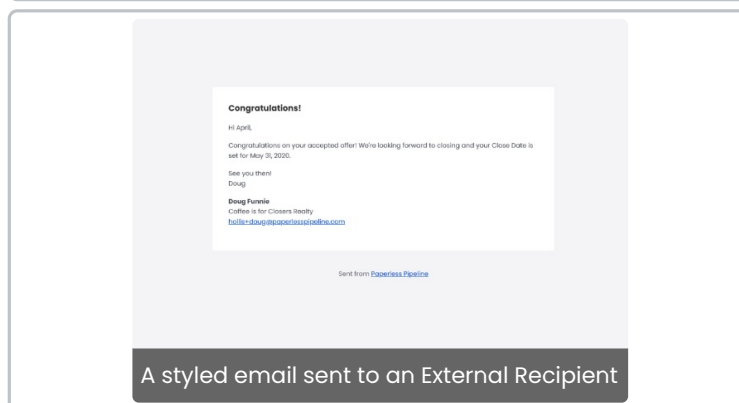 Congratulations!
Hi April,
Congratulations on your accepted offer! We're looking forward to closing and your Close Date is
set for May 31, 2020.
See you then!
Doug
Doug Funnie
Coffee is for Closers Realty
hollis+doug@paperlesspipeline.com
Sent from Paperless Pipeline
A styled email sent to an External Recipient